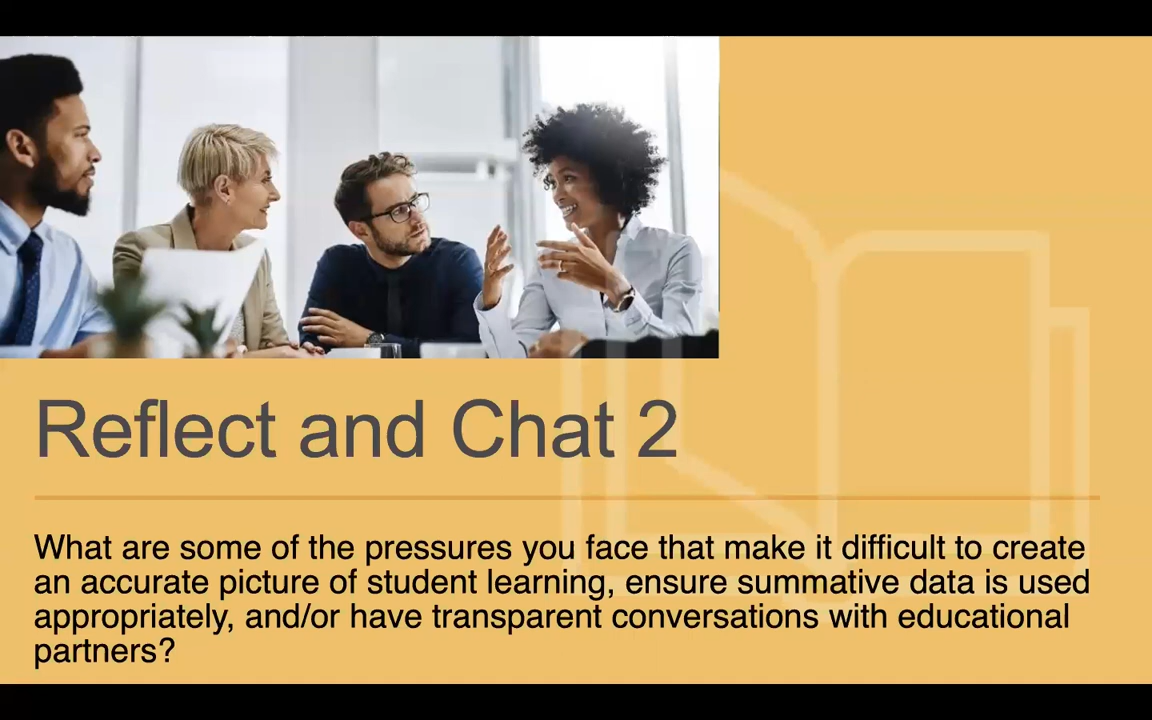 Reflect and Chat 2
What are some of the pressures you face that make it difficult to create
an accurate picture of student learning, ensure summative data is used
appropriately, and/or have transparent conversations with educational
partners?